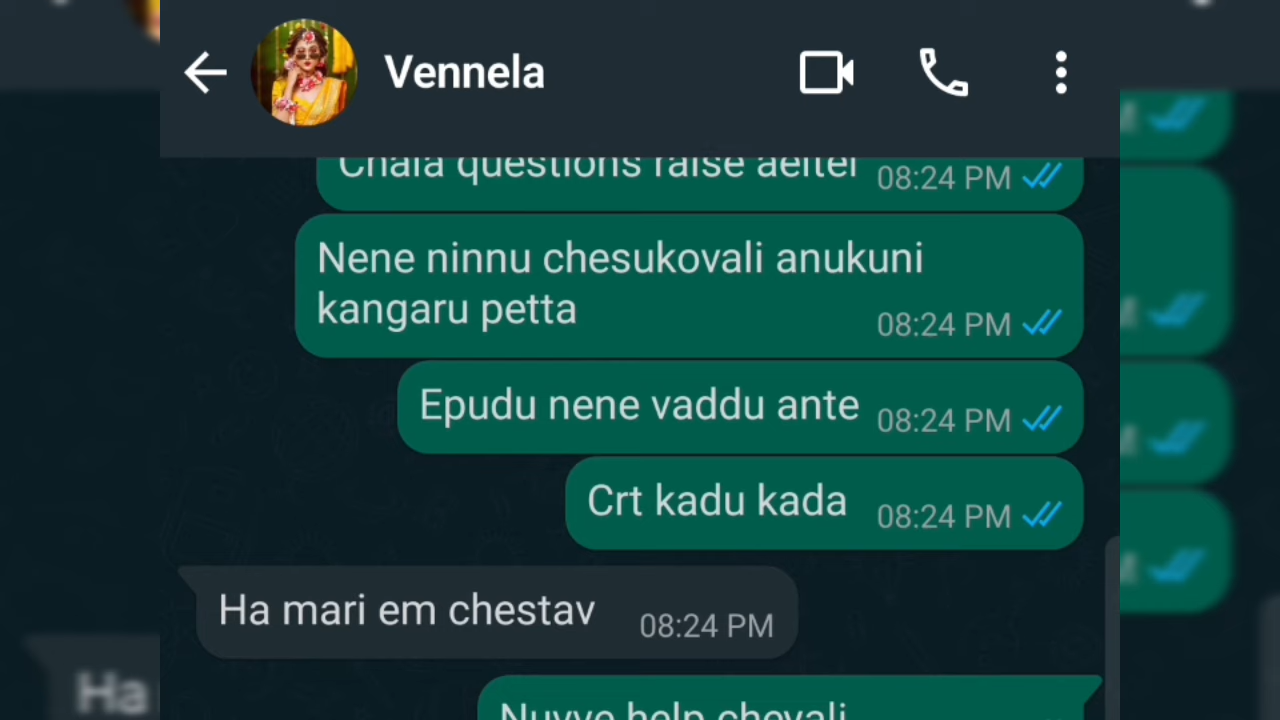 Vennela
Chala questions raise aeitei 08:24 PM
Nene ninnu chesukovali anukuni
kangaru petta 08:24 PM
Epudu nene vaddu ante 08:24 PM
Crt kadu kada 08:24 PM
Ha mari em chestav 08:24 PM
Nuvve help cheyali
Ha